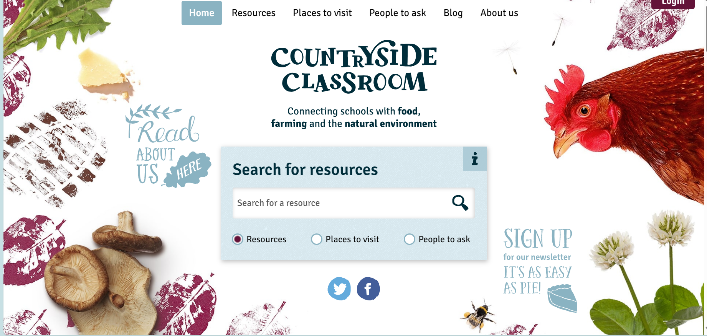 Login
Home Resources Places to visit People to ask Blog About us
COUNTRYSIDE
CLASSROOM
Connecting schools with food,
farming and the natural environment
Read
ABOUT
US HERE
i
Search for resources
Search for a resource
Resources Places to visit People to ask
SIGN UP
for our newsletter
IT'S AS EASY
AS PIE!
f